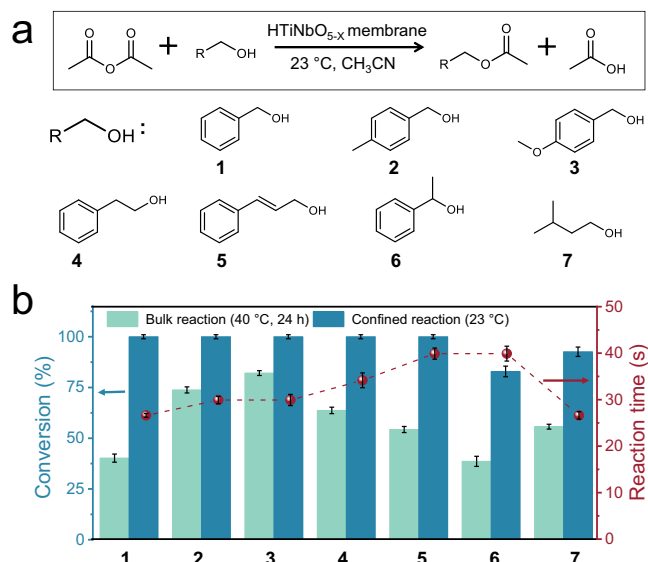 a
O O O + R OH HTiNbO5-X membrane 23 °C, CH3CN R O O + O OH
R OH :
OH
1
OH
2
O OH
3
OH
4
OH
5
OH
6
OH
7
b
Bulk reaction (40 °C, 24 h) Confined reaction (23 °C)
Conversion (%)
100
75
50
25
0
Reaction time (s)
50
40
30
20
10
0
1 2 3 4 5 6 7